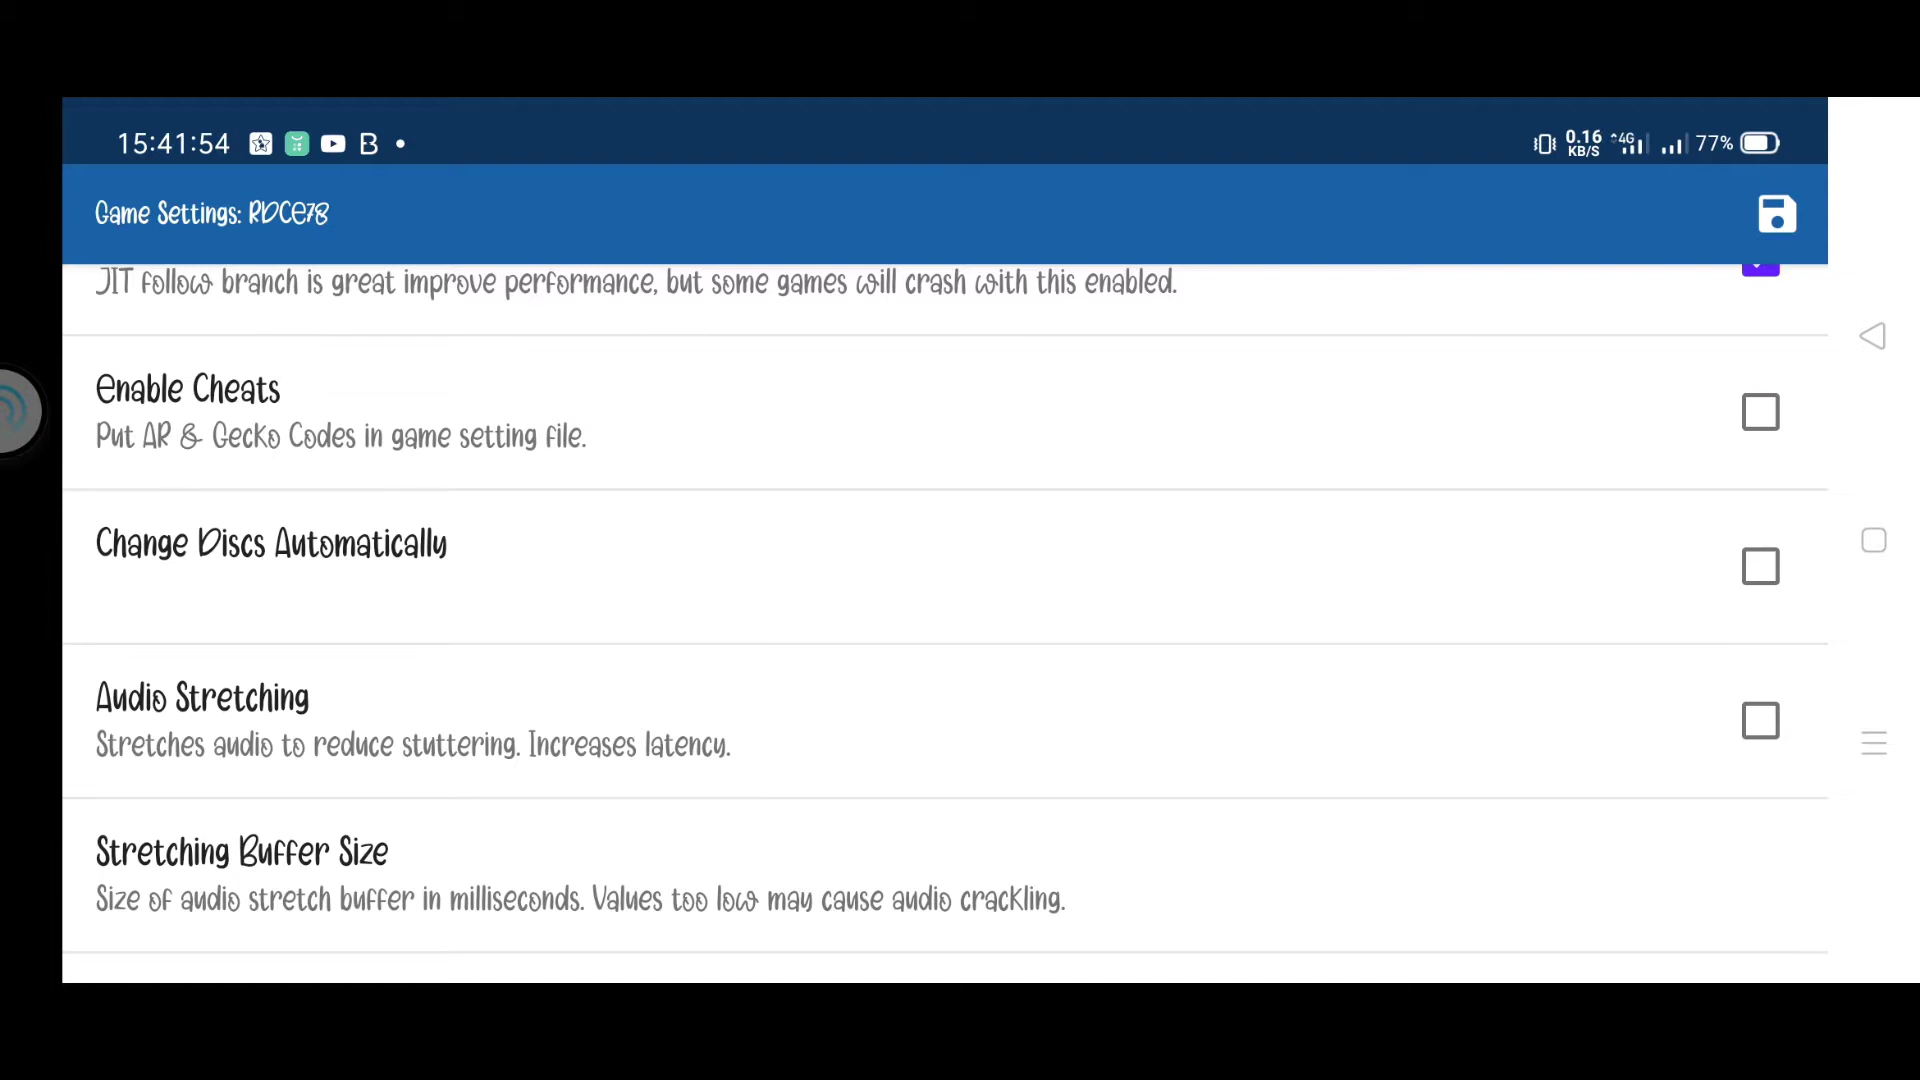 15:41:54 B 0.16 KB/S 4G 77%
Game Settings: RDCE78
JIT follow branch is great improve performance, but some games will crash with this enabled.
Enable Cheats
Put AR & Gecko Codes in game setting file.
Change Discs Automatically
Audio Stretching
Stretches audio to reduce stuttering. Increases latency.
Stretching Buffer Size
Size of audio stretch buffer in milliseconds. Values too low may cause audio crackling.